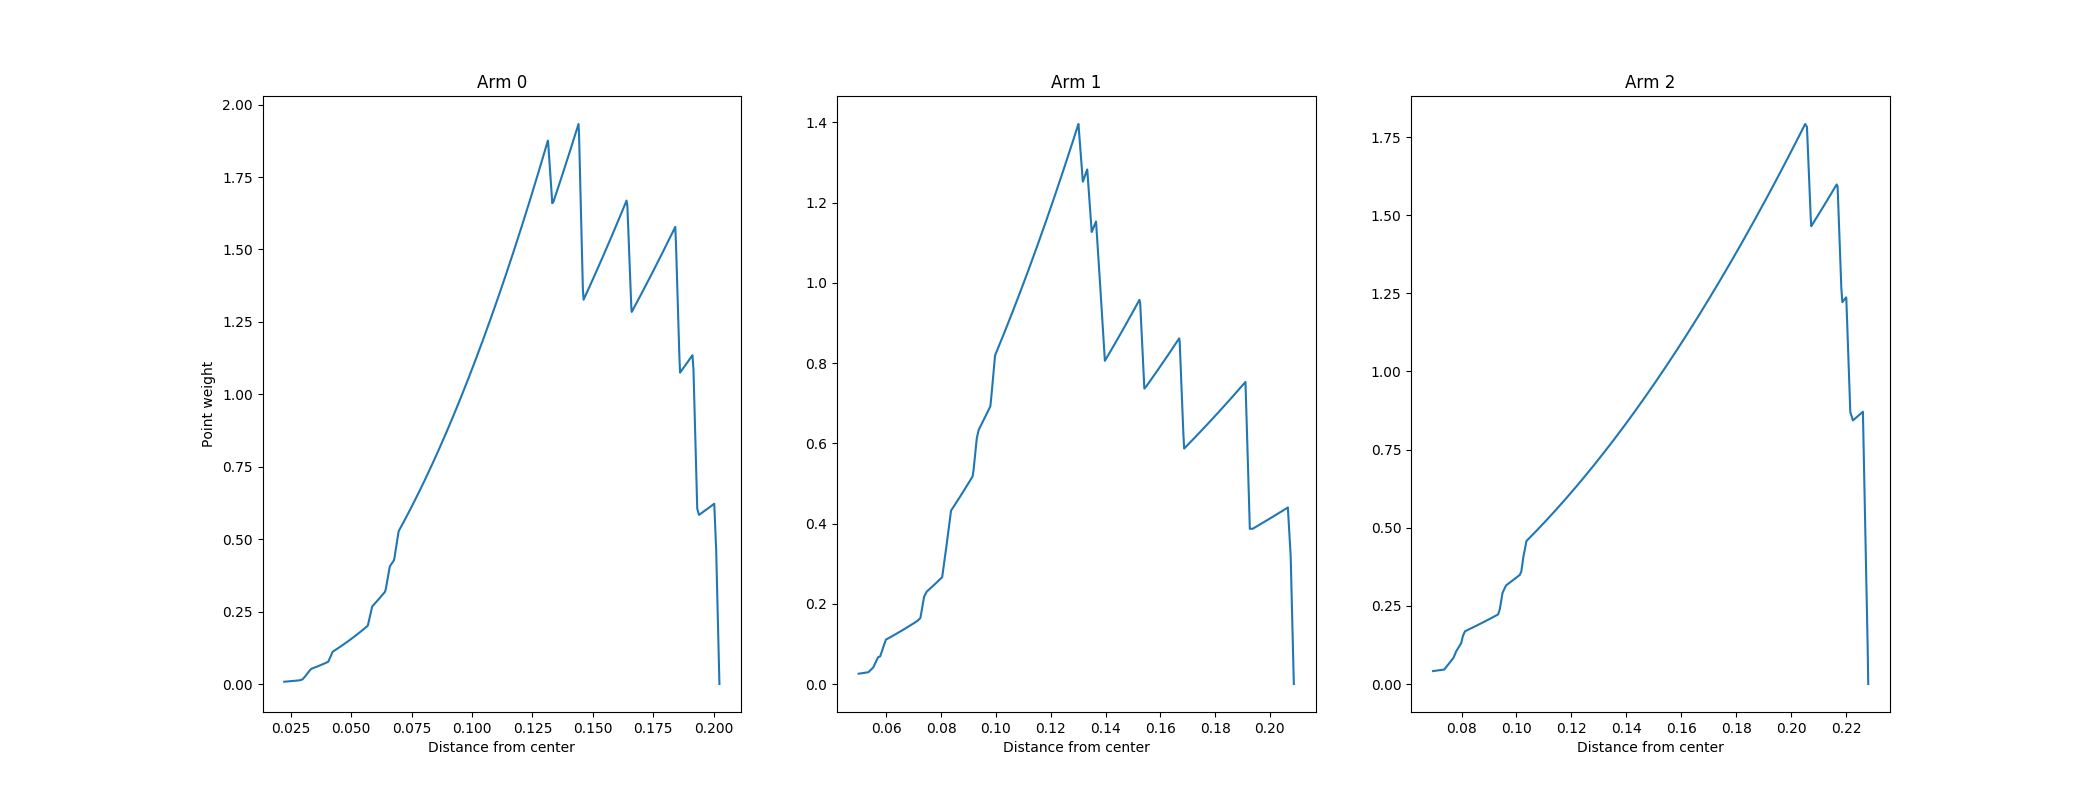 Arm 0
2.00
1.75
1.50
1.25
1.00
0.75
0.50
0.25
0.00
Point weight
0.025 0.050 0.075 0.100 0.125 0.150 0.175 0.200
Distance from center
Arm 1
1.4
1.2
1.0
0.8
0.6
0.4
0.2
0.0
0.06 0.08 0.10 0.12 0.14 0.16 0.18 0.20
Distance from center
Arm 2
1.75
1.50
1.25
1.00
0.75
0.50
0.25
0.00
0.08 0.10 0.12 0.14 0.16 0.18 0.20 0.22
Distance from center